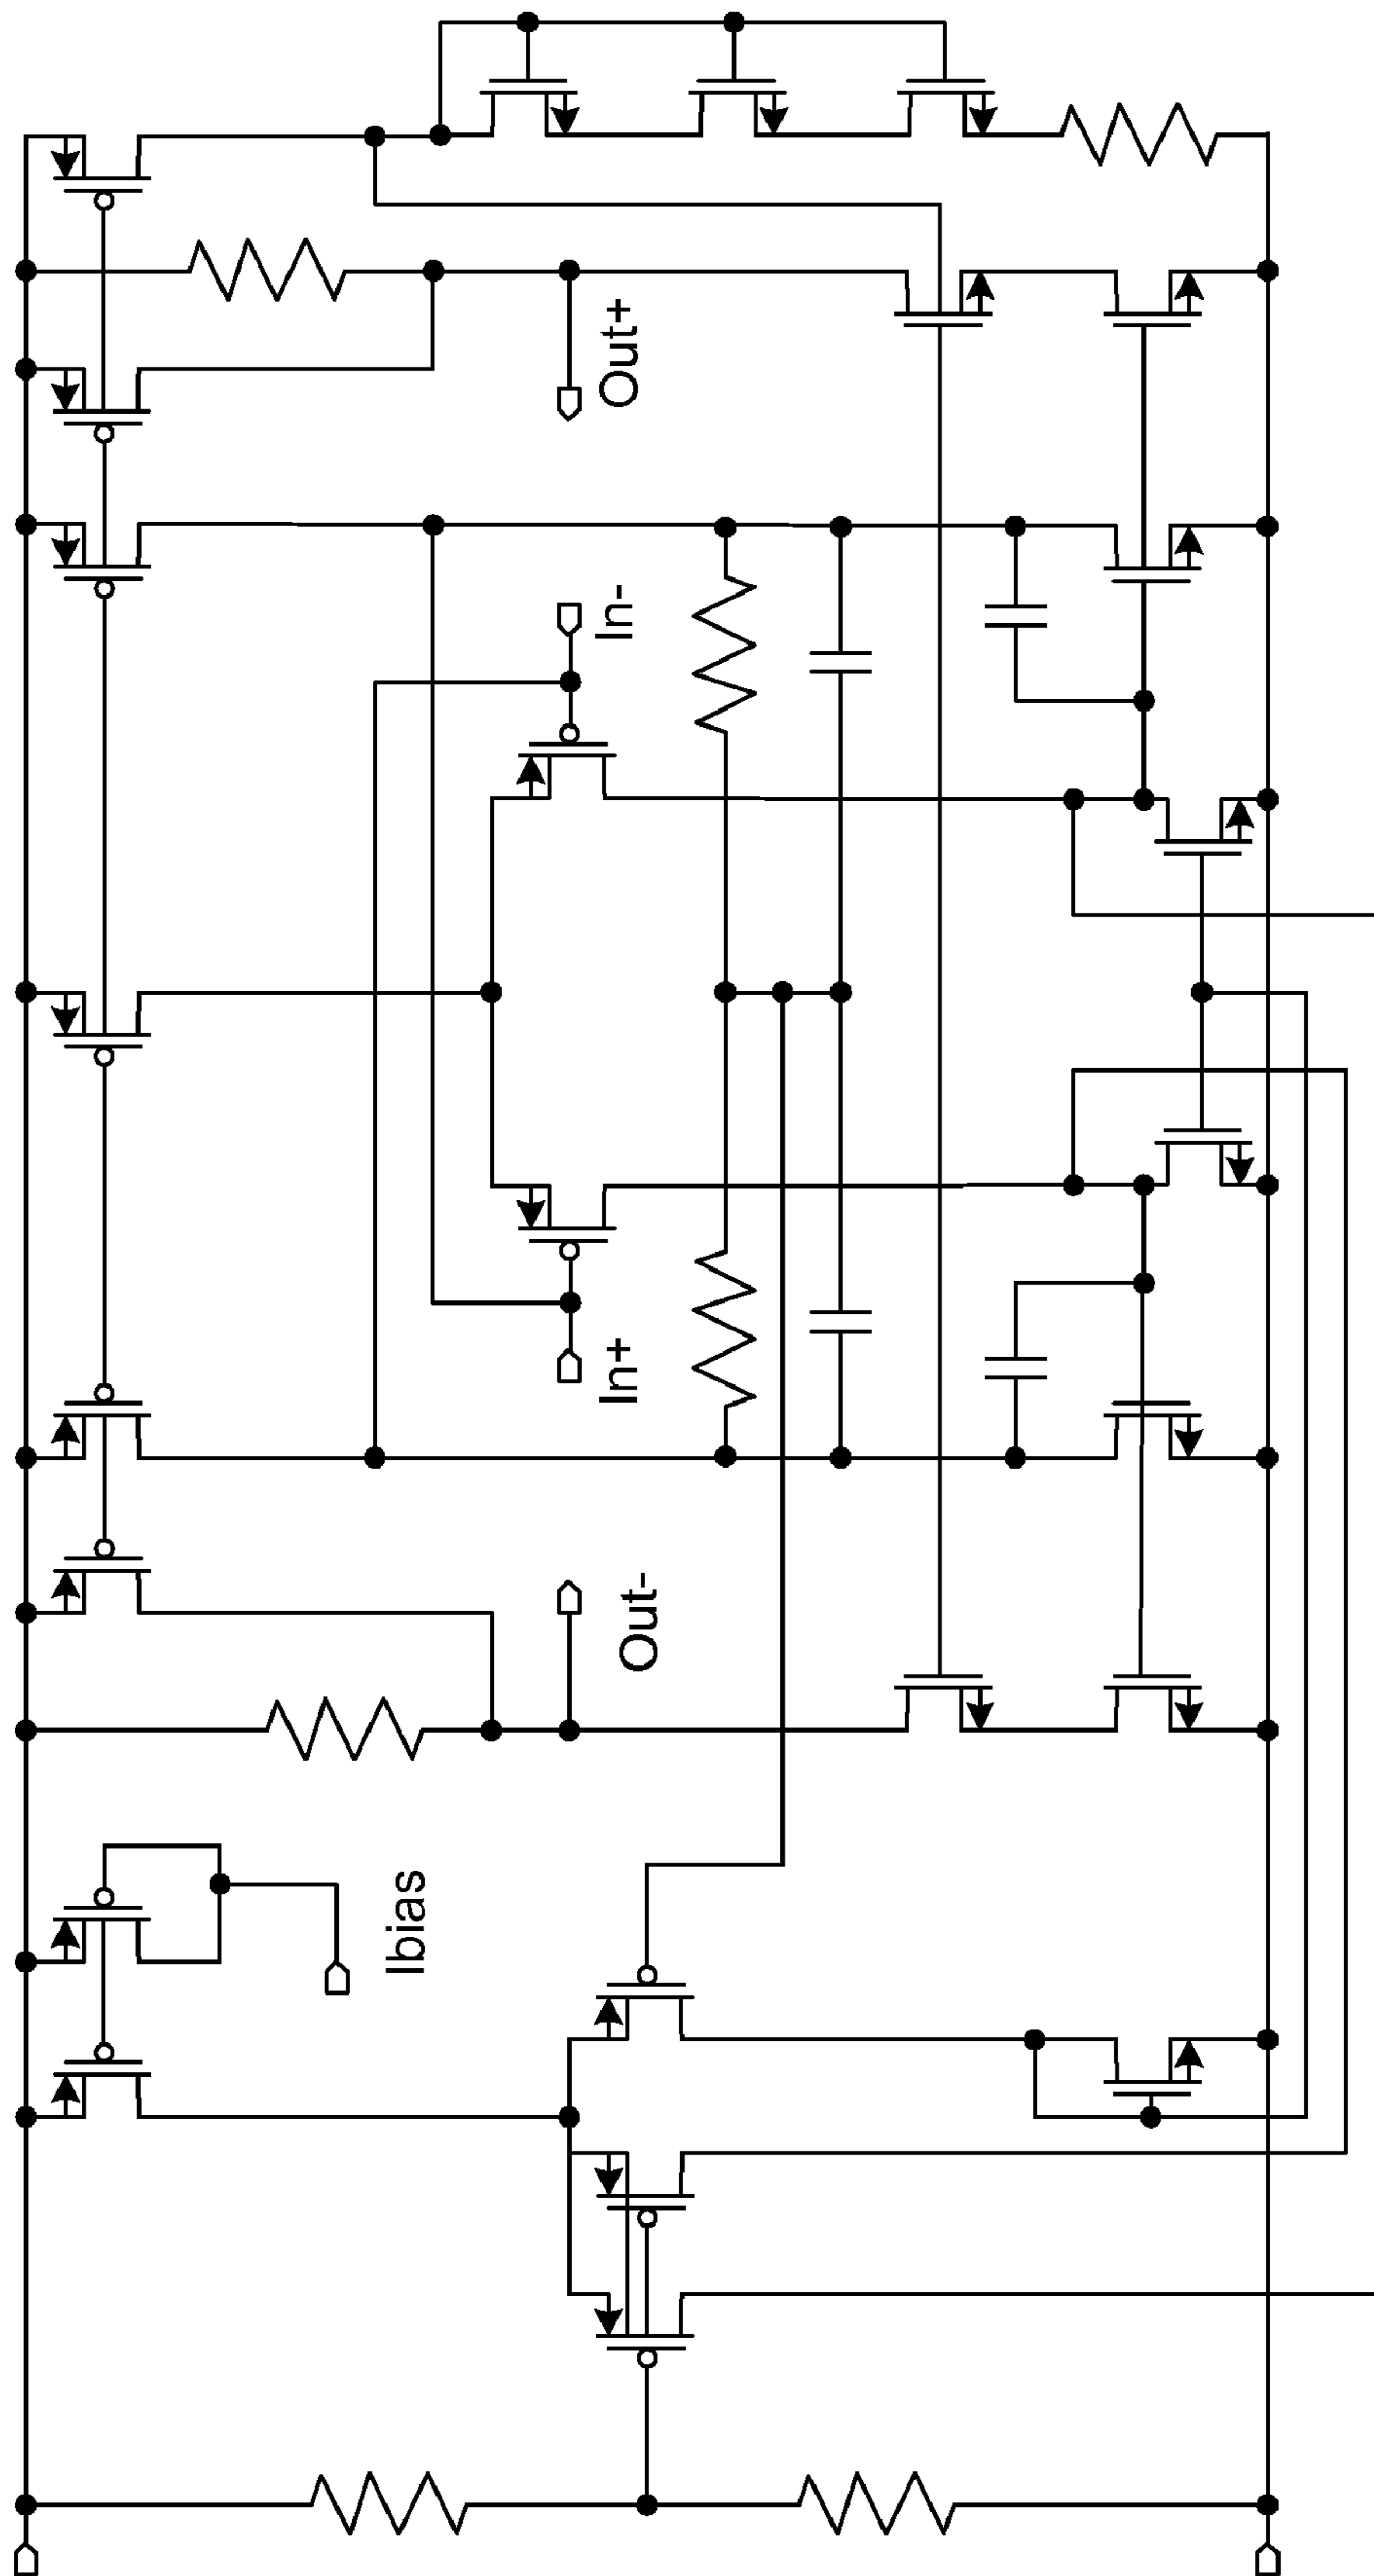 Ibias
Out-
In+
In-
Out+